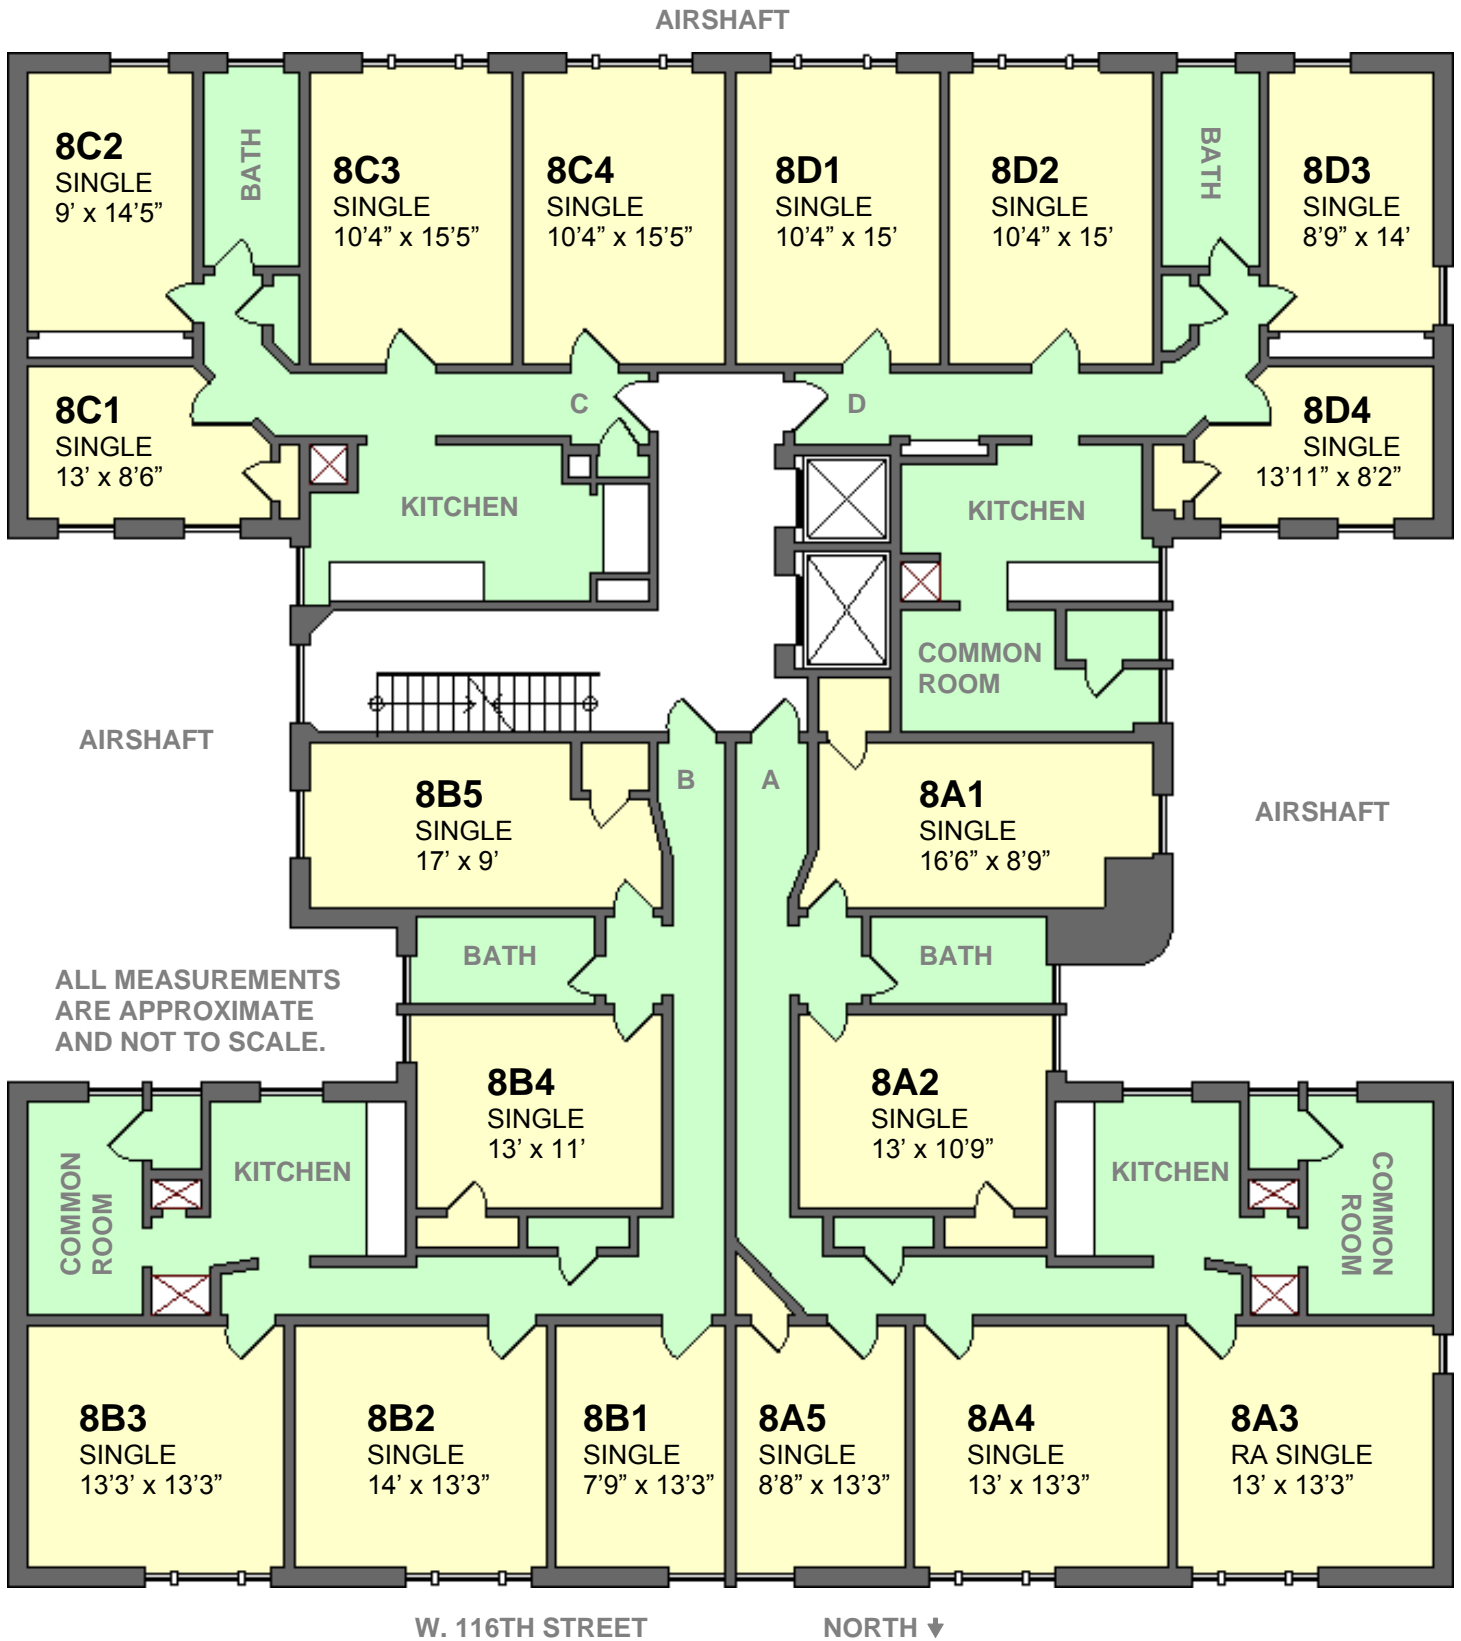 AIRSHAFT
8C2
SINGLE
9’ x 14’5”
BATH
8C3
SINGLE
10’4” x 15’5”
8C4
SINGLE
10’4” x 15’5”
8D1
SINGLE
10’4” x 15’
8D2
SINGLE
10’4” x 15’
BATH
8D3
SINGLE
8’9” x 14’
8C1
SINGLE
13’ x 8’6”
C
D
8D4
SINGLE
13’11” x 8’2”
KITCHEN
KITCHEN
COMMON
ROOM
AIRSHAFT
B
A
8B5
SINGLE
17’ x 9’
8A1
SINGLE
16’6” x 8’9”
AIRSHAFT
BATH
BATH
ALL MEASUREMENTS
ARE APPROXIMATE
AND NOT TO SCALE.
8B4
SINGLE
13’ x 11’
8A2
SINGLE
13’ x 10’9”
COMMON
ROOM
KITCHEN
KITCHEN
COMMON
ROOM
8B3
SINGLE
13’3’ x 13’3”
8B2
SINGLE
14’ x 13’3”
8B1
SINGLE
7’9” x 13’3”
8A5
SINGLE
8’8” x 13’3”
8A4
SINGLE
13’ x 13’3”
8A3
RA SINGLE
13’ x 13’3”
W. 116TH STREET
NORTH